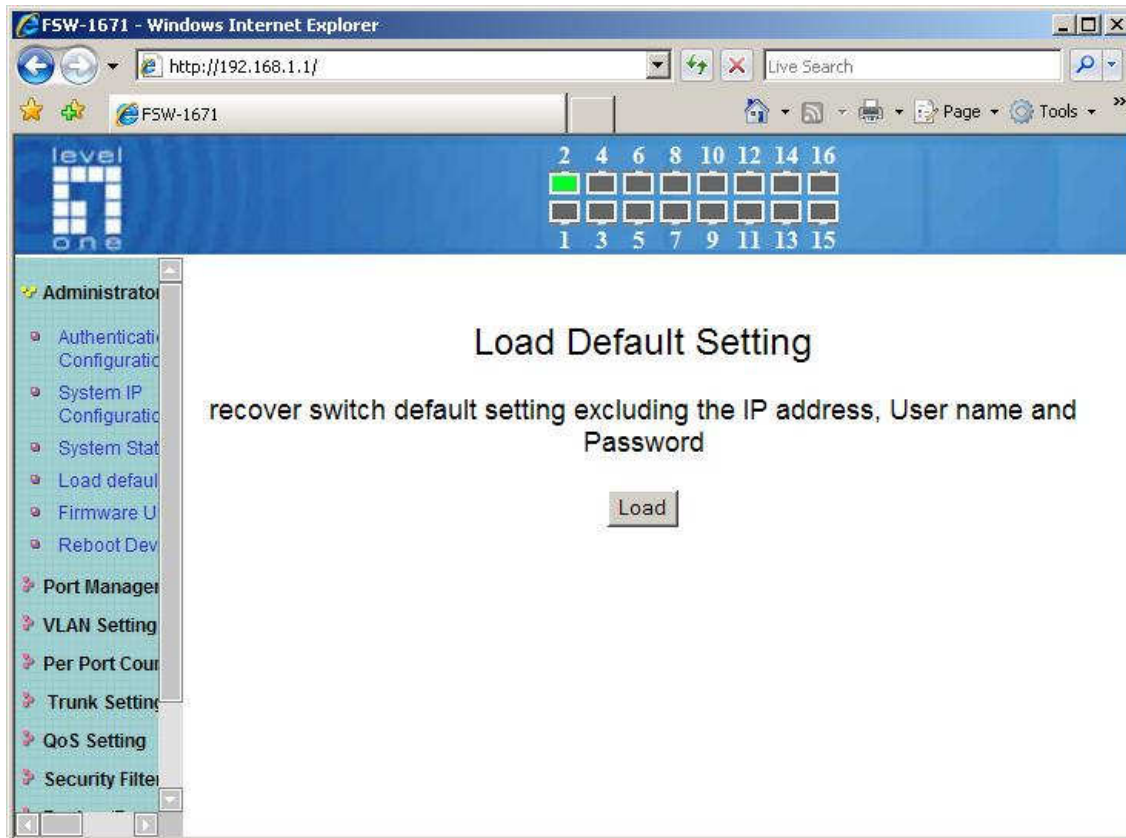 FSW-1671 - Windows Internet Explorer
http://192.168.1.1/
Live Search
FSW-1671
Page
Tools
level
one
2 4 6 8 10 12 14 16
1 3 5 7 9 11 13 15
Administrator
Authenticati
Configuratio
System IP
Configuratio
System Stat
Load defaul
Firmware U
Reboot Dev
Port Manager
VLAN Setting
Per Port Coun
Trunk Setting
QoS Setting
Security Filter
Load Default Setting
recover switch default setting excluding the IP address, User name and
Password
Load